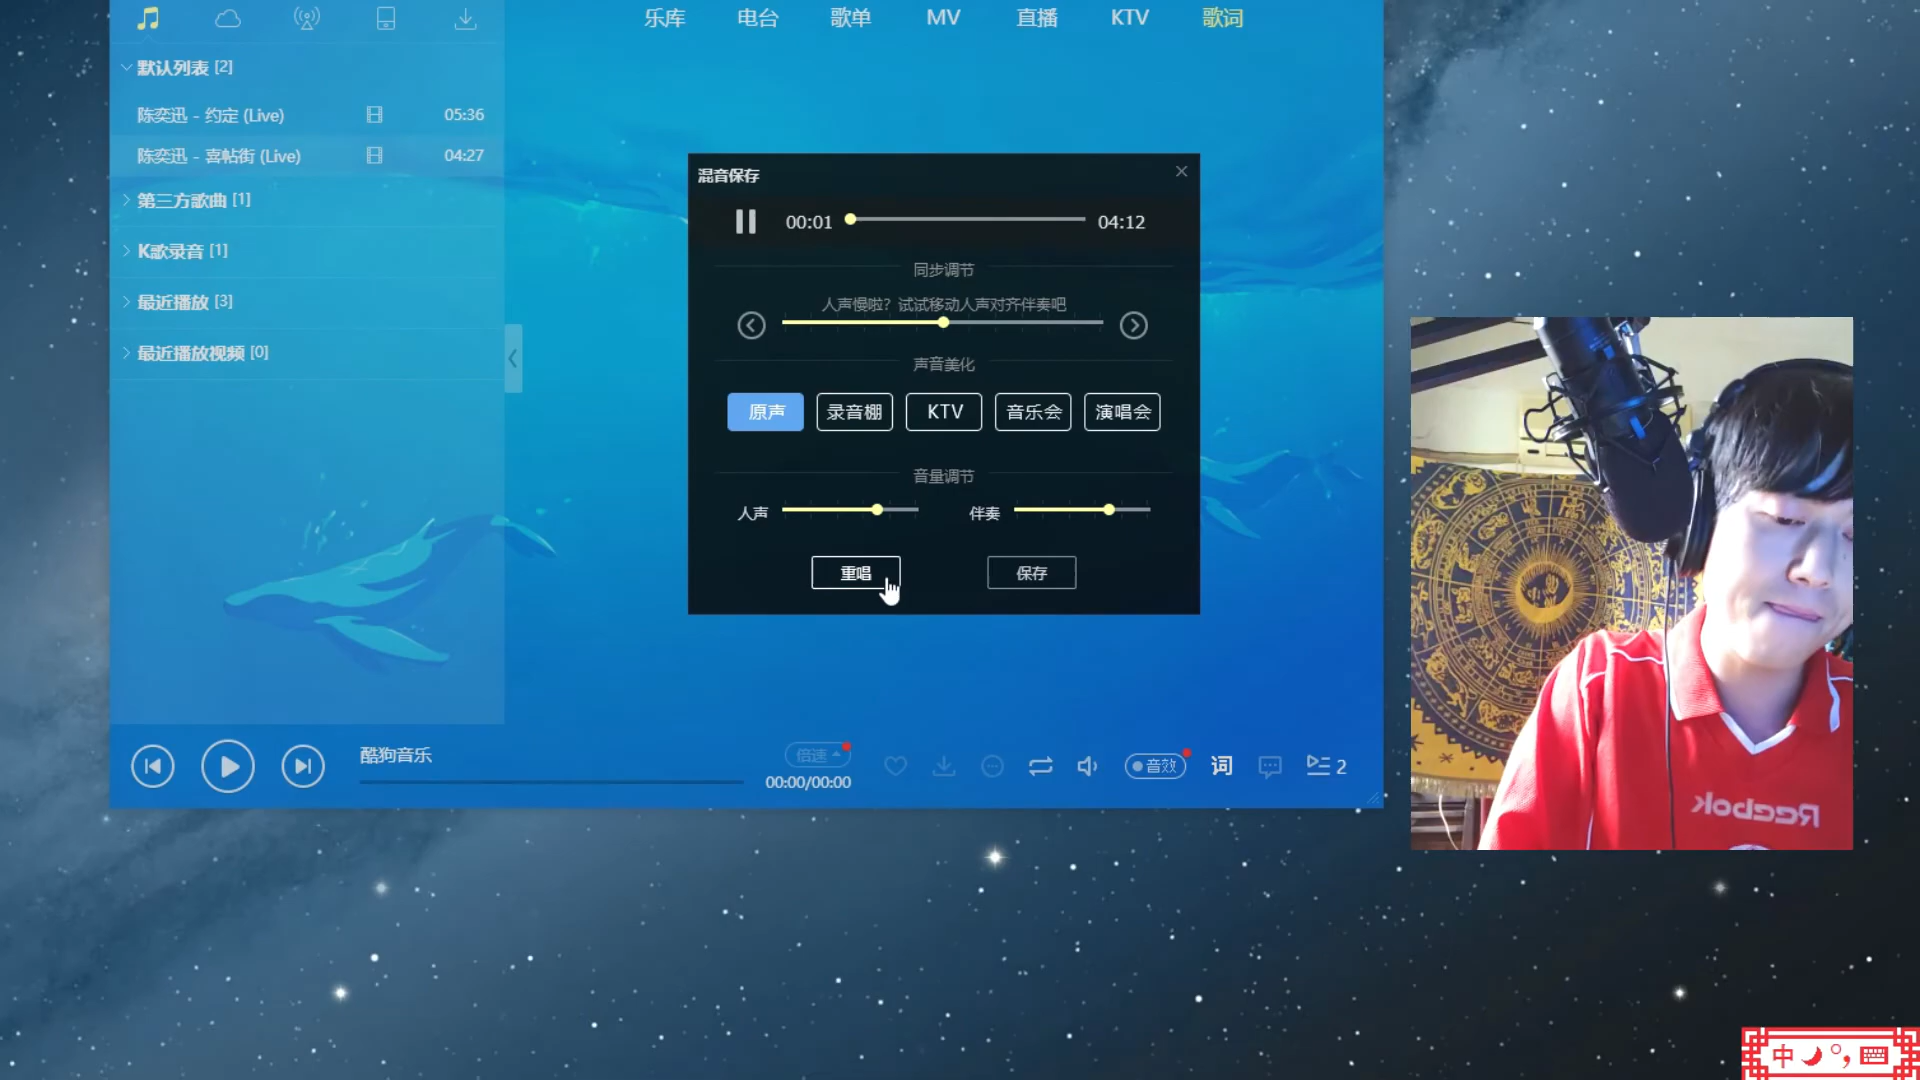 乐库 电台 歌单 MV 直播 KTV 歌词
默认列表 [2]
陈奕迅 - 约定 (Live) 05:36
陈奕迅 - 喜帖街 (Live) 04:27
第三方歌曲 [1]
K歌录音 [1]
最近播放 [3]
最近播放视频 [0]
混音保存
00:01 04:12
同步调节
人声慢啦？试试移动人声对齐伴奏吧
声音美化
原声 录音棚 KTV 音乐会 演唱会
音量调节
人声 伴奏
重唱 保存
酷狗音乐
倍速
00:00/00:00
音效 词 2
Reebok
中